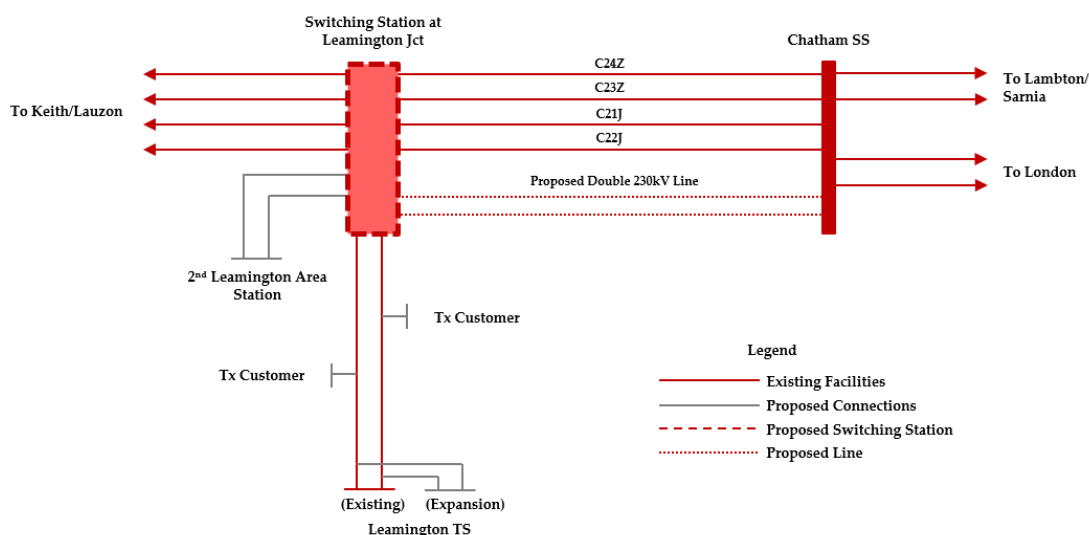 Switching Station at
Leamington Jct
Chatham SS
C24Z
To Lambton/
Sarnia
C23Z
To Keith/Lauzon
C21J
C22J
To London
Proposed Double 230kV Line
2nd Leamington Area
Station
Tx Customer
Tx Customer
Legend
Existing Facilities
Proposed Connections
Proposed Switching Station
Proposed Line
(Existing)
(Expansion)
Leamington TS